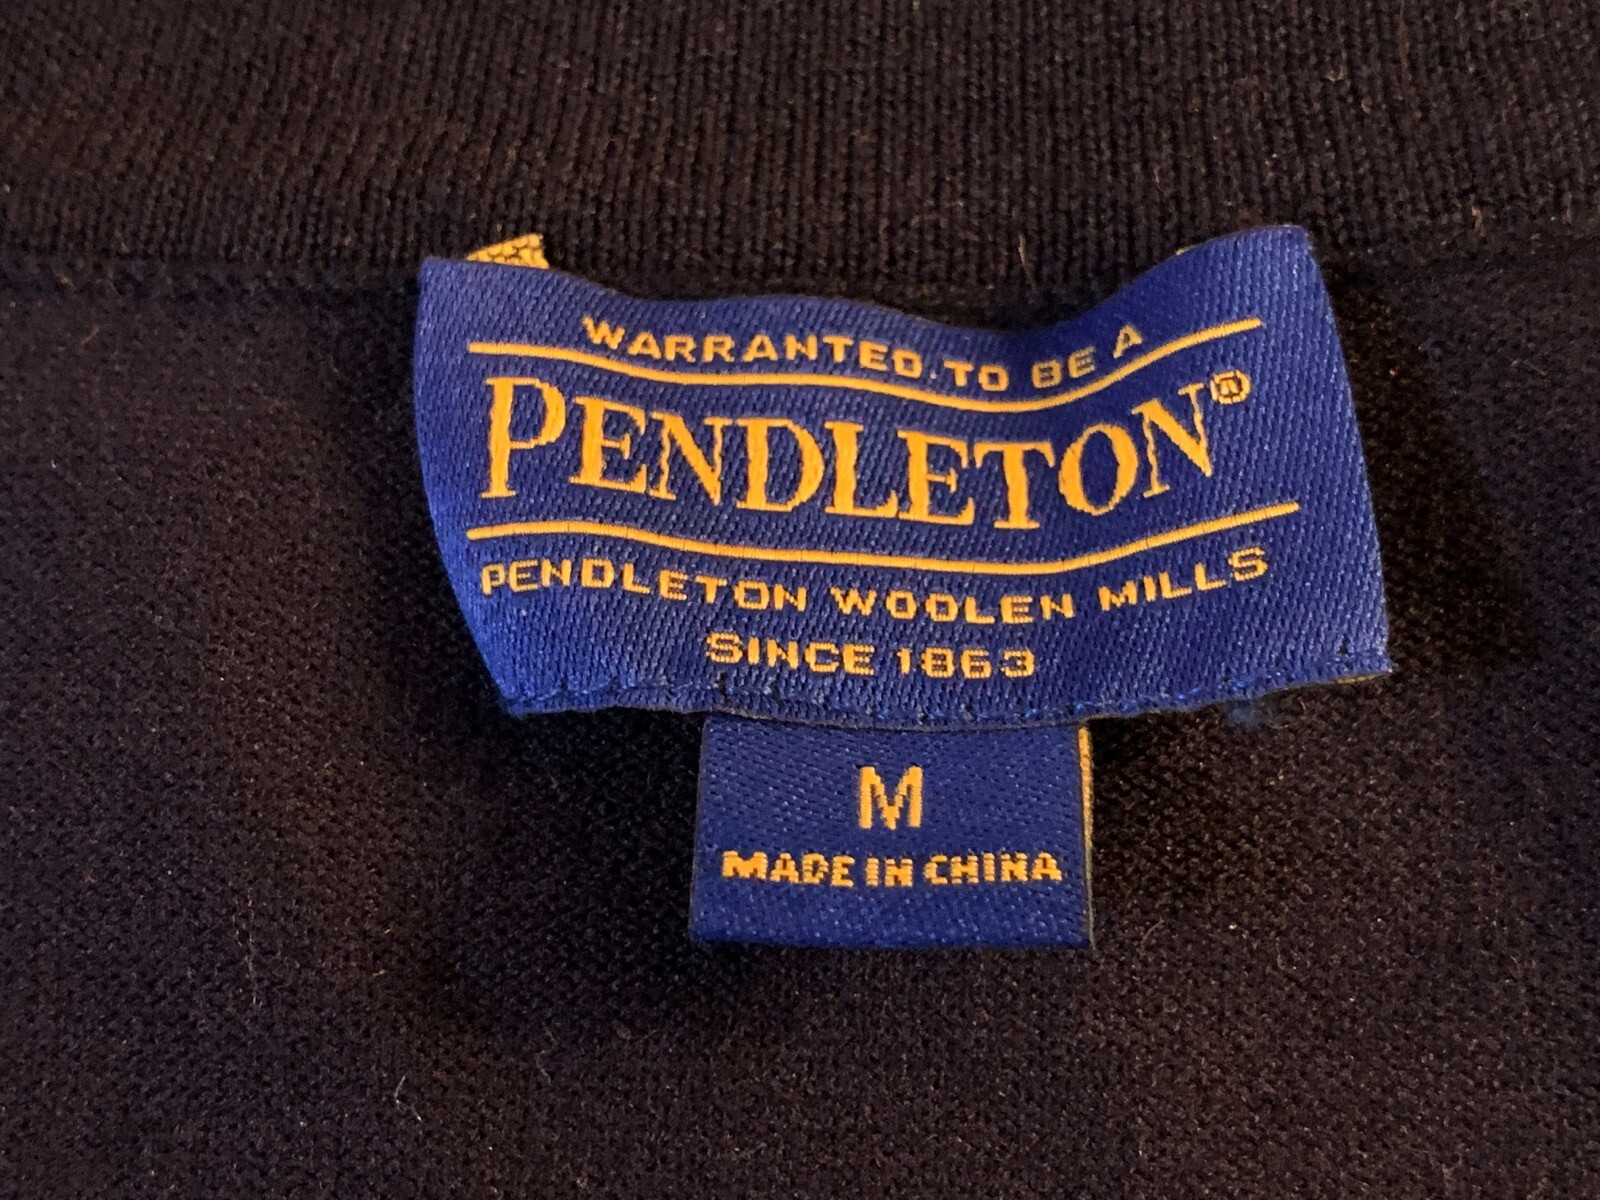 WARRANTED TO BE A
PENDLETON®
PENDLETON WOOLEN MILLS
SINCE 1863
M
MADE IN CHINA